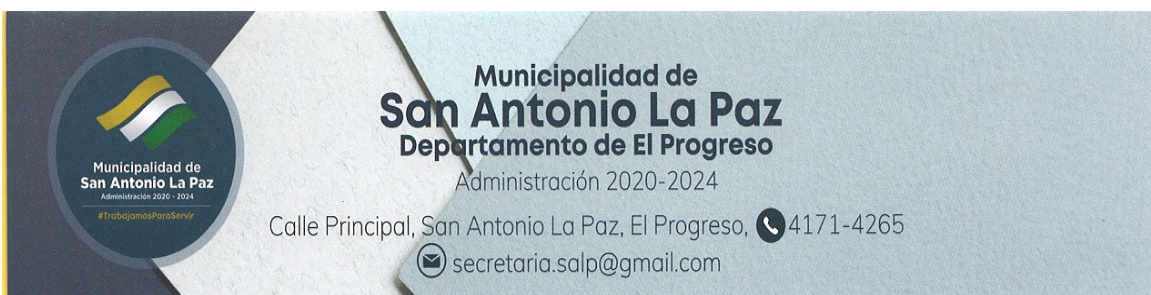 Municipalidad de
San Antonio La Paz
Administración 2020 - 2024
#TrabajamosParaServir
Municipalidad de
San Antonio La Paz
Departamento de El Progreso
Administración 2020-2024
Calle Principal, San Antonio La Paz, El Progreso, 4171-4265
secretaria.salp@gmail.com